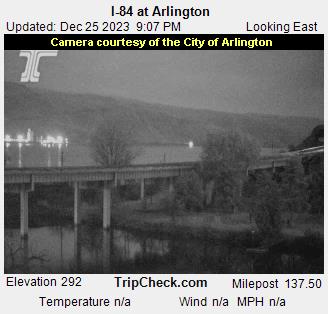 I-84 at Arlington
Updated: Dec 25 2023 9:07 PM Looking East
Camera courtesy of the City of Arlington
Elevation 292 TripCheck.com Milepost 137.50
Temperature n/a Wind n/a MPH n/a